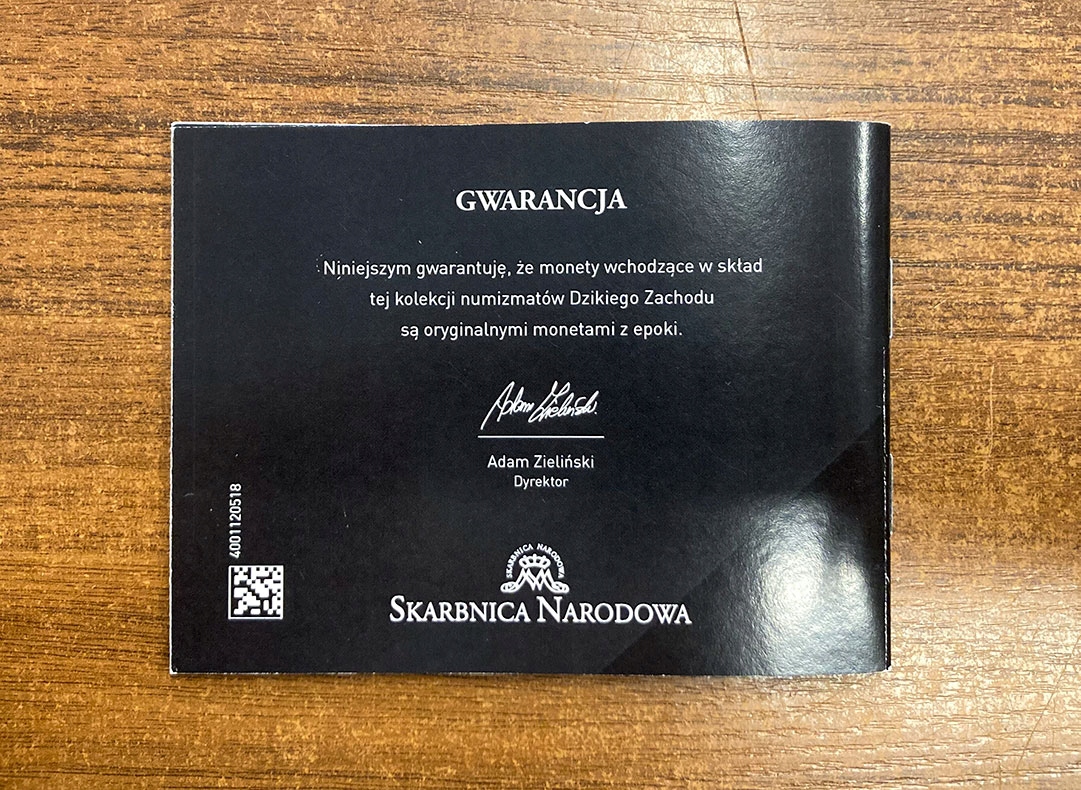 GWARANCJA
Niniejszym gwarantuję, że monety wchodzące w skład
tej kolekcji numizmatów Dzikiego Zachodu
są oryginalnymi monetami z epoki.
Adam Zieliński
Adam Zieliński
Dyrektor
4001120518
SKARBNICA NARODOWA
SKARBNICA NARODOWA